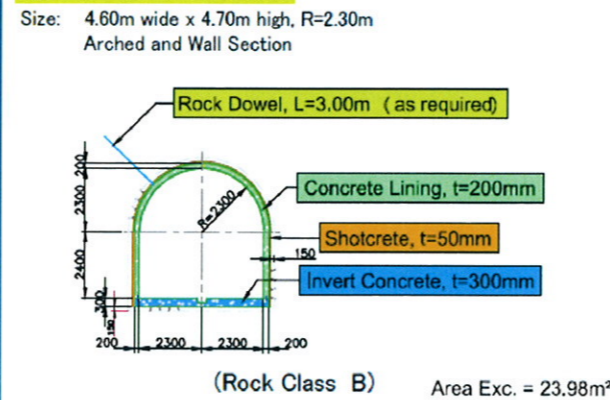 Size: 4.60m wide x 4.70m high, R=2.30m
Arched and Wall Section
Rock Dowel, L=3.00m (as required)
200
2300
R=2300
Concrete Lining, t=200mm
Shotcrete, t=50mm
2400
150
Invert Concrete, t=300mm
300
150
200 2300 2300 200
(Rock Class B)
Area Exc. = 23.98m²